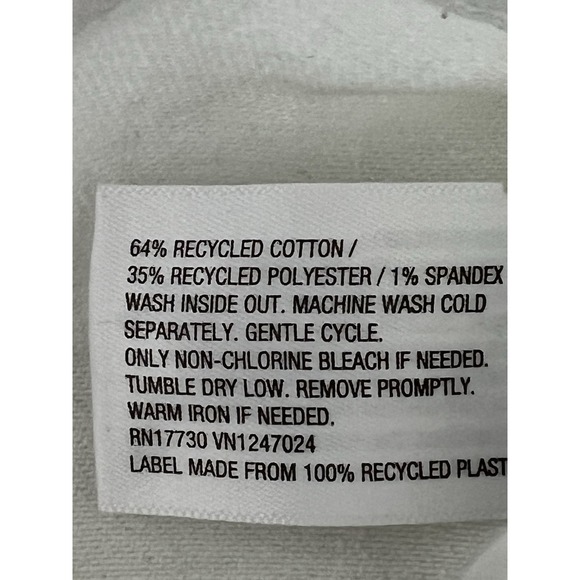 64% RECYCLED COTTON /
35% RECYCLED POLYESTER / 1% SPANDEX
WASH INSIDE OUT. MACHINE WASH COLD
SEPARATELY. GENTLE CYCLE.
ONLY NON-CHLORINE BLEACH IF NEEDED.
TUMBLE DRY LOW. REMOVE PROMPTLY.
WARM IRON IF NEEDED.
RN17730 VN1247024
LABEL MADE FROM 100% RECYCLED PLAST